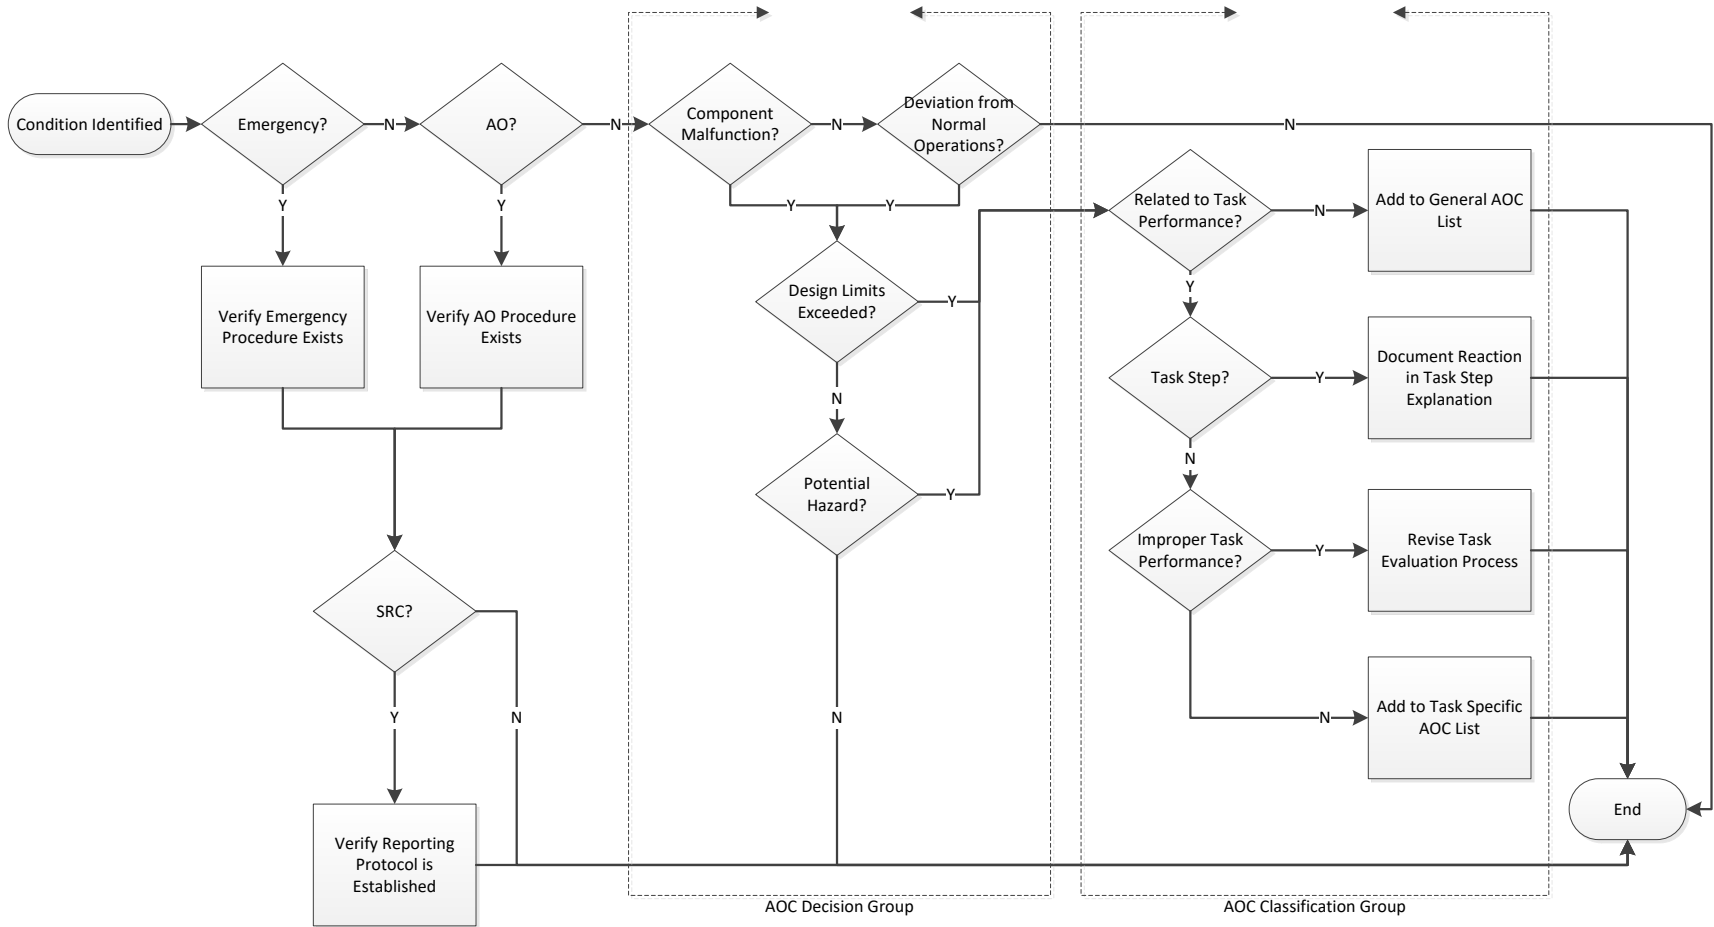 Condition Identified
Emergency?
N
AO?
N
Component
Malfunction?
N
Deviation from
Normal
Operations?
N
Y
Y
Y
Y
Related to Task
Performance?
N
Add to General AOC
List
Verify Emergency
Procedure Exists
Verify AO Procedure
Exists
Design Limits
Exceeded?
Y
Y
N
Task Step?
Y
Document Reaction
in Task Step
Explanation
N
Potential
Hazard?
Y
Improper Task
Performance?
Y
Revise Task
Evaluation Process
SRC?
Y
N
N
N
Add to Task Specific
AOC List
Verify Reporting
Protocol is
Established
End
AOC Decision Group
AOC Classification Group